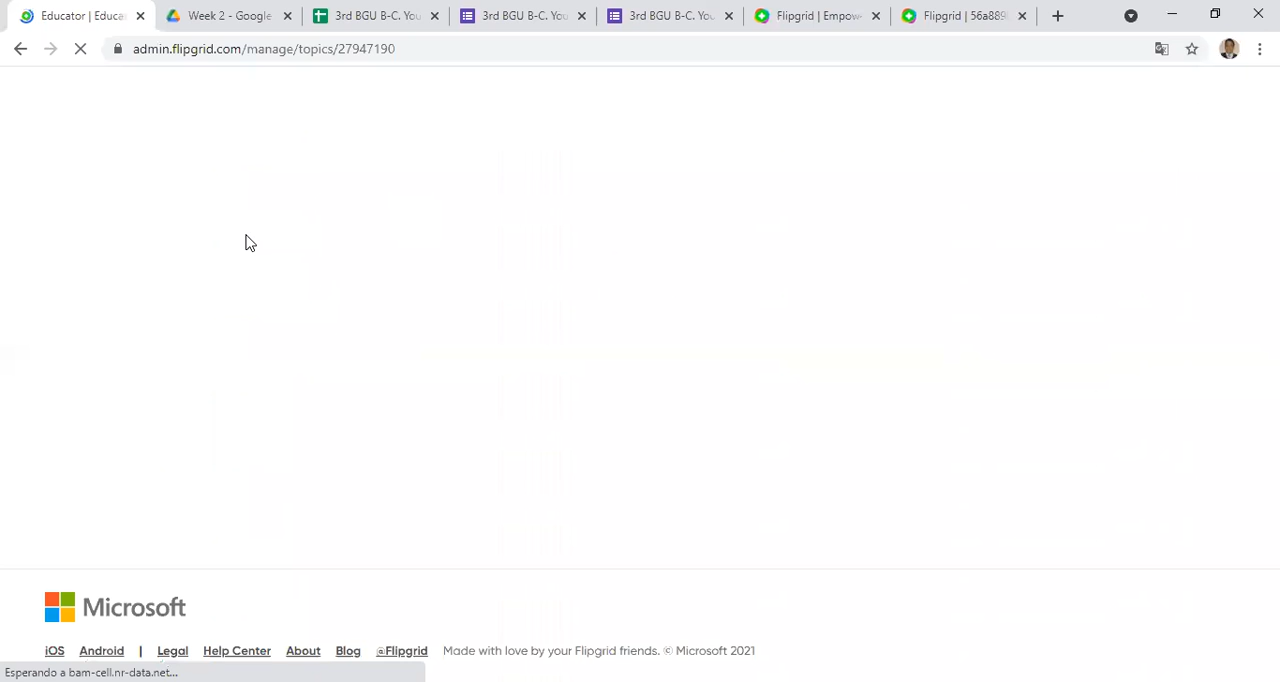 Educator | Educa
Week 2 - Google
3rd BGU B-C. You
3rd BGU B-C. You
3rd BGU B-C. You
Flipgrid | Empow
Flipgrid | 56a889
admin.flipgrid.com/manage/topics/27947190
Microsoft
iOS Android | Legal Help Center About Blog @Flipgrid Made with love by your Flipgrid friends. © Microsoft 2021
Esperando a bam-cell.nr-data.net...